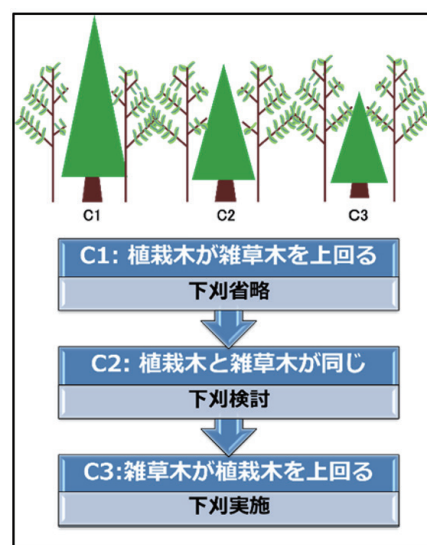 C1
C2
C3
C1: 植栽木が雑草木を上回る
下刈省略
C2: 植栽木と雑草木が同じ
下刈検討
C3:雑草木が植栽木を上回る
下刈実施